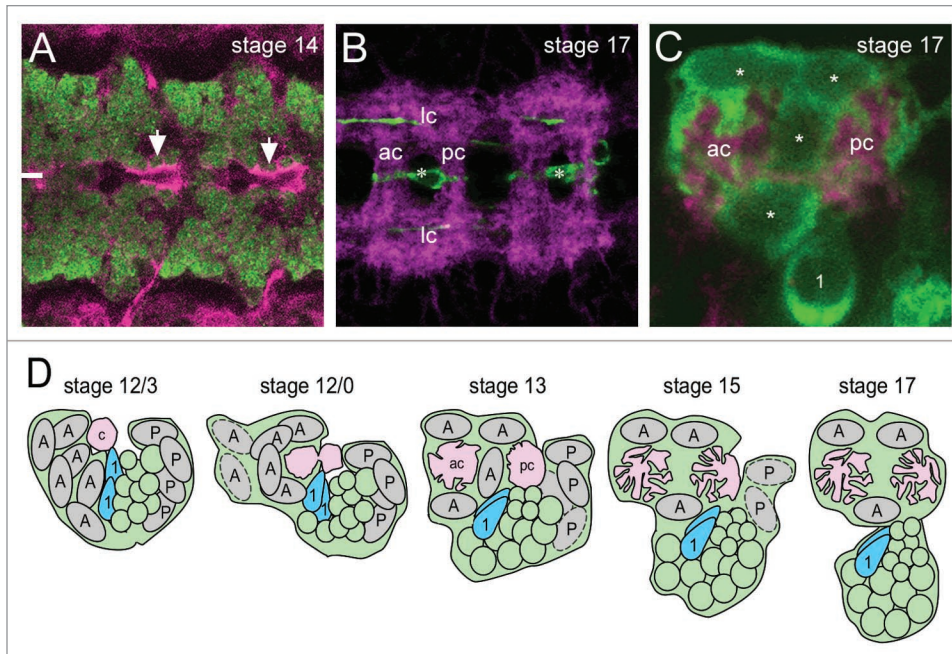 A stage 14
B stage 17
C stage 17
lc
ac pc
* *
lc
* *
*
ac pc
*
1
D
stage 12/3 stage 12/0 stage 13 stage 15 stage 17
A A A c P
A 1 P
A 1 P
A A P
A A P
1 1 P
A A P
ac A pc
A 1 P
A A P
A 1 P
A A
A
1